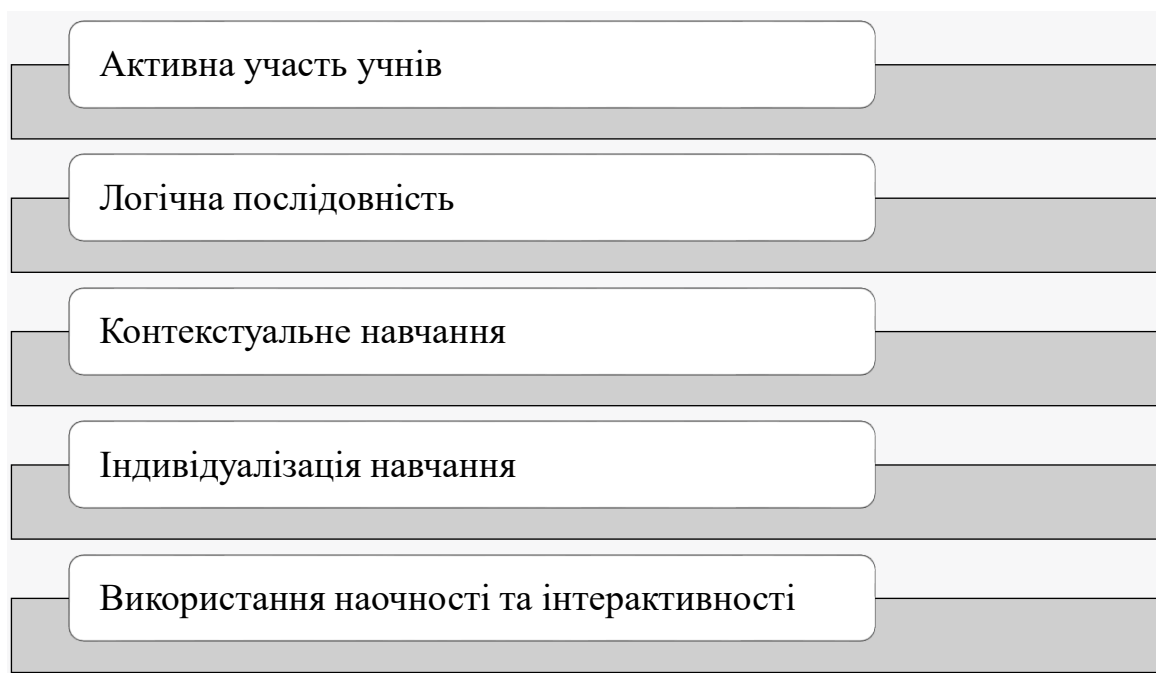 Активна участь учнів
Логічна послідовність
Контекстуальне навчання
Індивідуалізація навчання
Використання наочності та інтерактивності